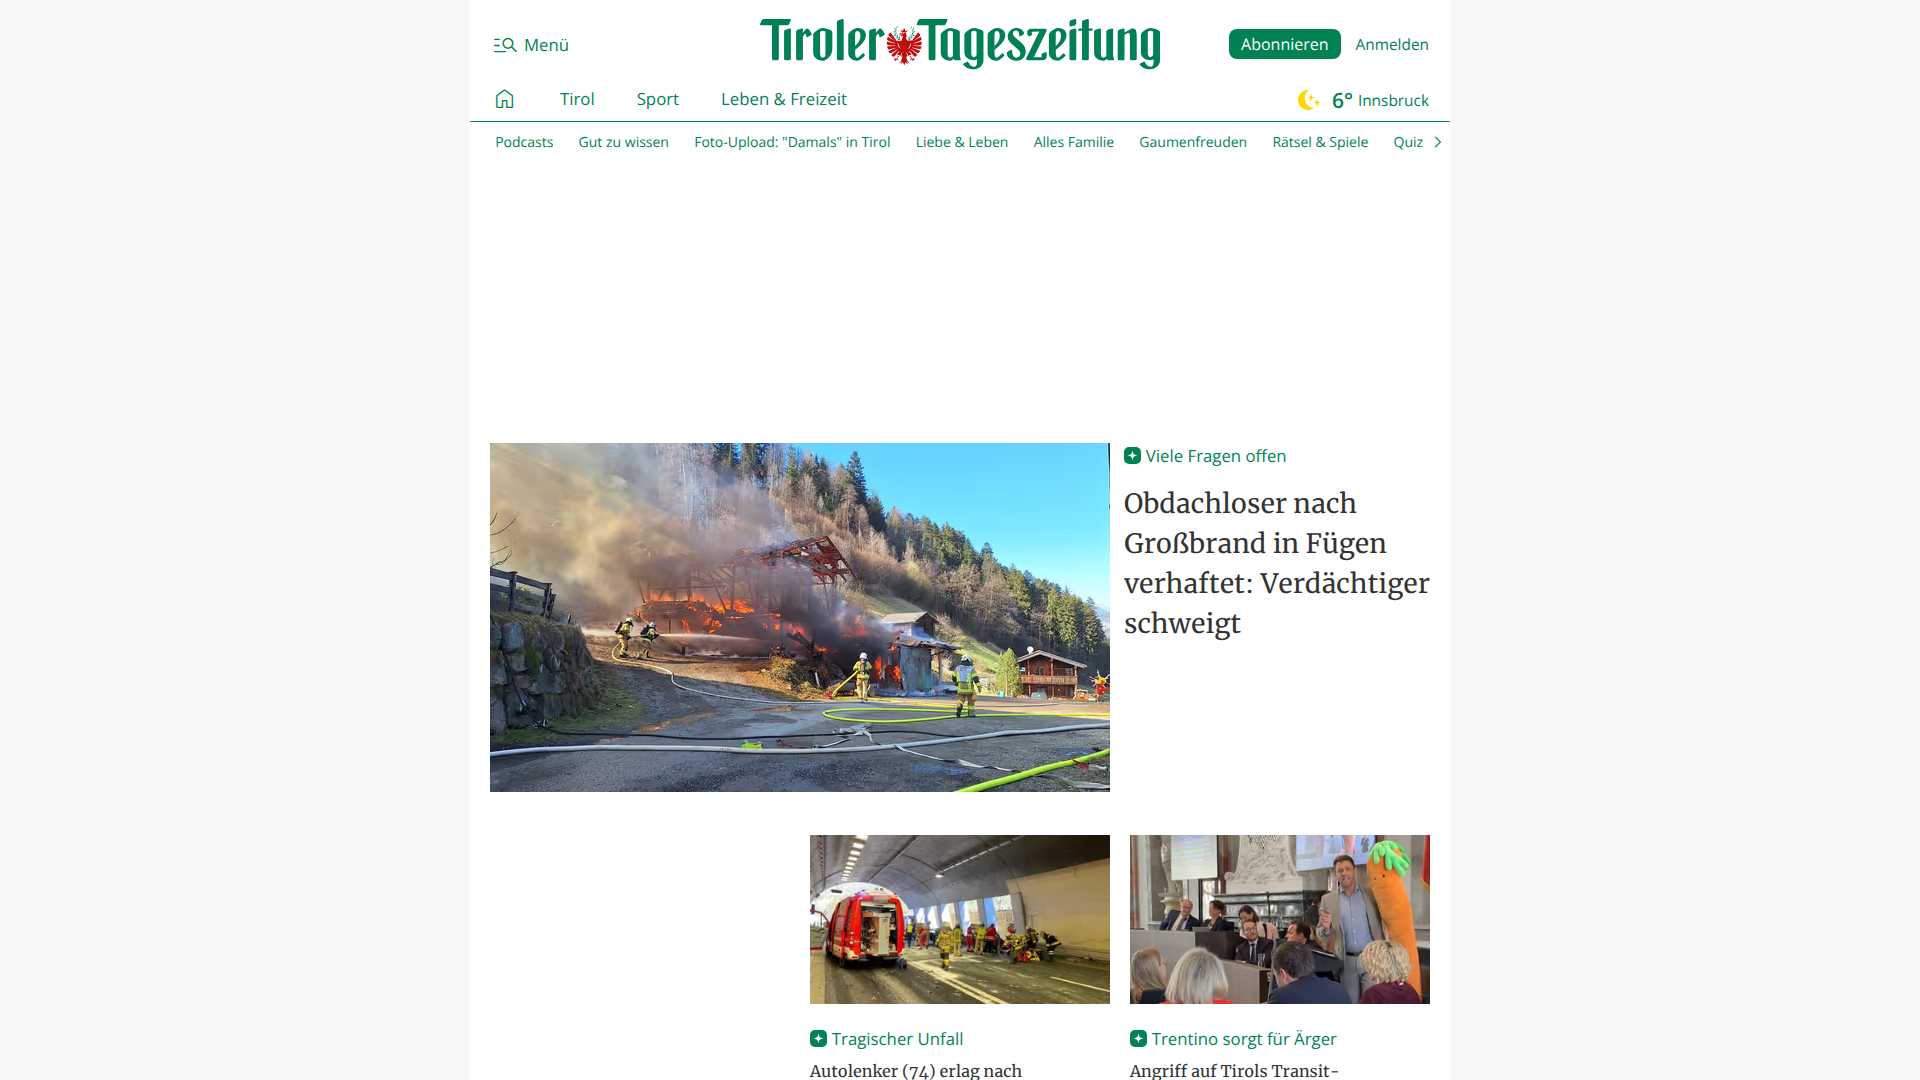 Menü
Tiroler Tageszeitung
Abonnieren
Anmelden
Tirol
Sport
Leben & Freizeit
6° Innsbruck
Podcasts
Gut zu wissen
Foto-Upload: "Damals" in Tirol
Liebe & Leben
Alles Familie
Gaumenfreuden
Rätsel & Spiele
Quiz
Viele Fragen offen
Obdachloser nach
Großbrand in Fügen
verhaftet: Verdächtiger
schweigt
Tragischer Unfall
Autolenker (74) erlag nach
Trentino sorgt für Ärger
Angriff auf Tirols Transit-